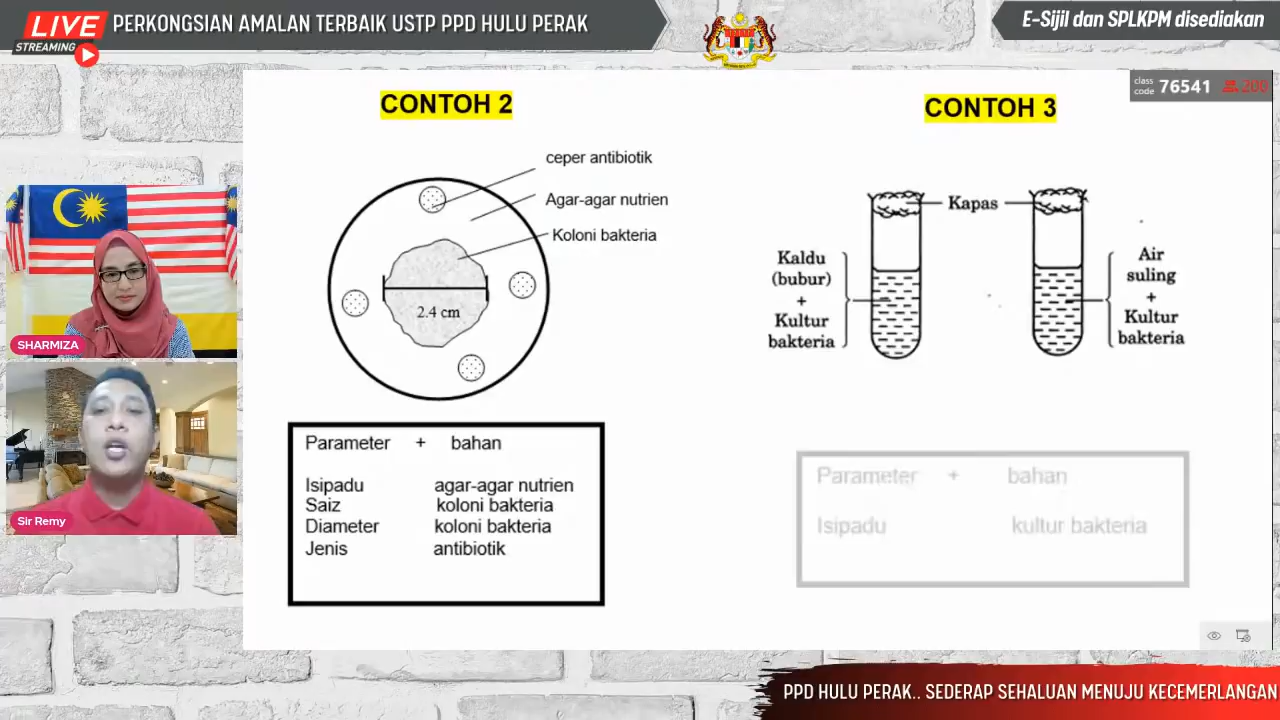 LIVE
STREAMING
PERKONGSIAN AMALAN TERBAIK USTP PPD HULU PERAK
E-Sijil dan SPLKPM disediakan
class code 76541 200
CONTOH 2
ceper antibiotik
Agar-agar nutrien
Koloni bakteria
2.4 cm
Parameter + bahan
Isipadu agar-agar nutrien
Saiz koloni bakteria
Diameter koloni bakteria
Jenis antibiotik
CONTOH 3
Kapas
Kaldu
(bubur)
+
Kultur
bakteria
Air
suling
+
Kultur
bakteria
Parameter + bahan
Isipadu kultur bakteria
SHARMIZA
Sir Remy
PPD HULU PERAK.. SEDERAP SEHALUAN MENUJU KECEMERLANGAN